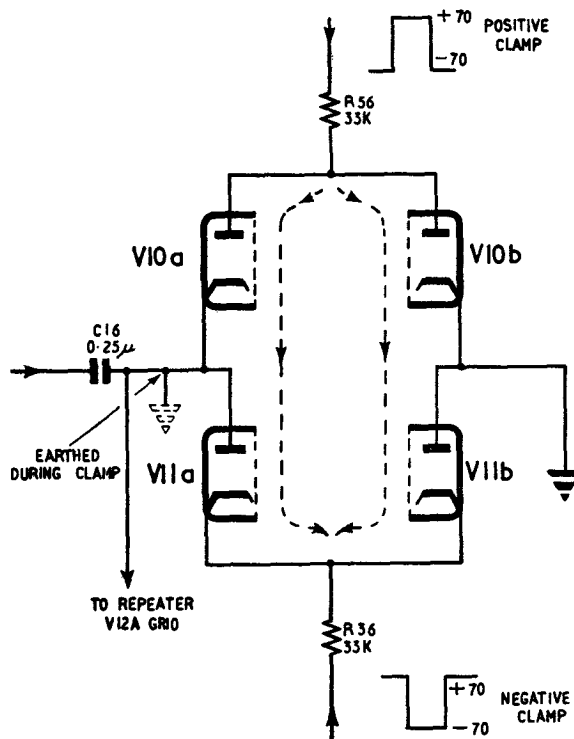 +70
POSITIVE
CLAMP
-70
R56
33K
V10a
V10b
C16
0·25µ
EARTHED
DURING CLAMP
V11a
V11b
TO REPEATER
V12A GRID
R36
33K
+70
NEGATIVE
CLAMP
-70